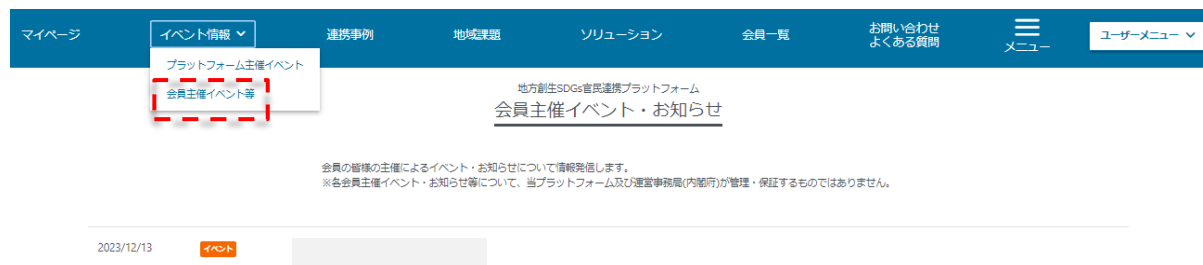 マイページ
イベント情報
連携事例
地域課題
ソリューション
会員一覧
お問い合わせ
よくある質問
メニュー
ユーザーメニュー
プラットフォーム主催イベント
会員主催イベント等
地方創生SDGs官民連携プラットフォーム
会員主催イベント・お知らせ
会員の皆様の主催によるイベント・お知らせについて情報発信します。
※各会員主催イベント・お知らせ等について、当プラットフォーム及び運営事務局(内閣府)が管理・保証するものではありません。
2023/12/13 イベント